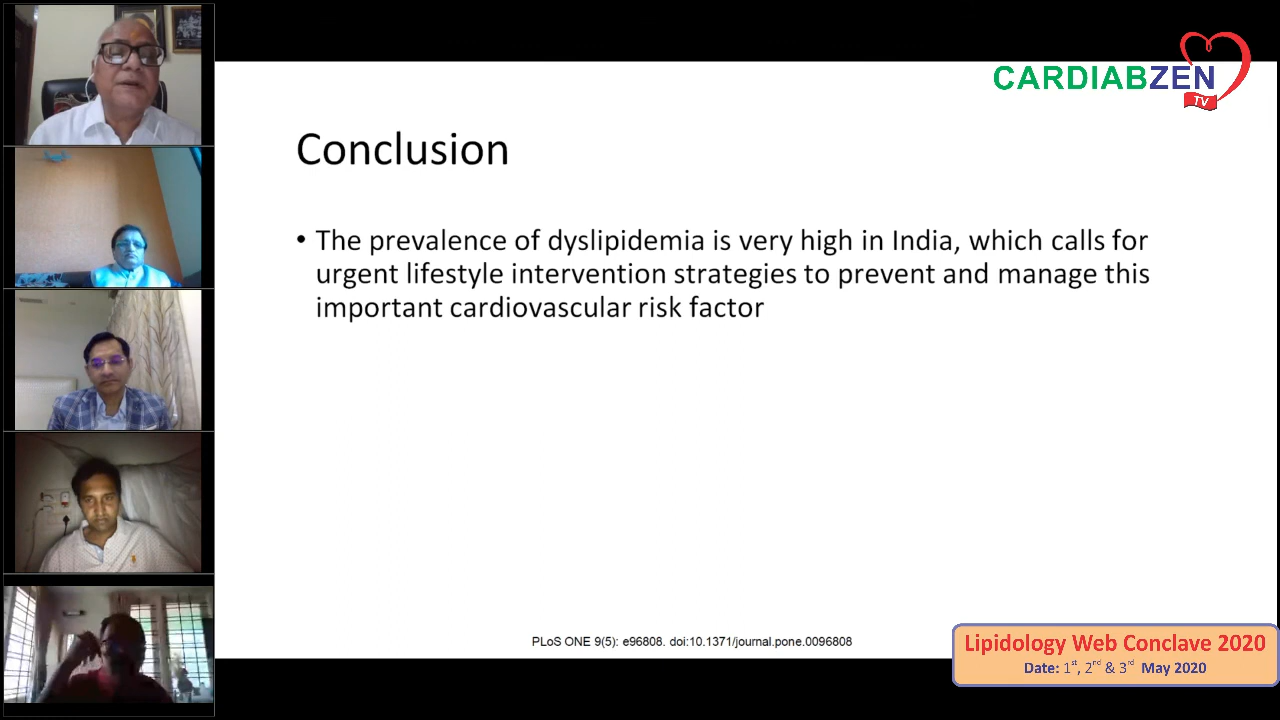 CARDIABZEN
TV
Conclusion
• The prevalence of dyslipidemia is very high in India, which calls for
urgent lifestyle intervention strategies to prevent and manage this
important cardiovascular risk factor
PLoS ONE 9(5): e96808. doi:10.1371/journal.pone.0096808
Lipidology Web Conclave 2020
Date: 1st, 2nd & 3rd May 2020